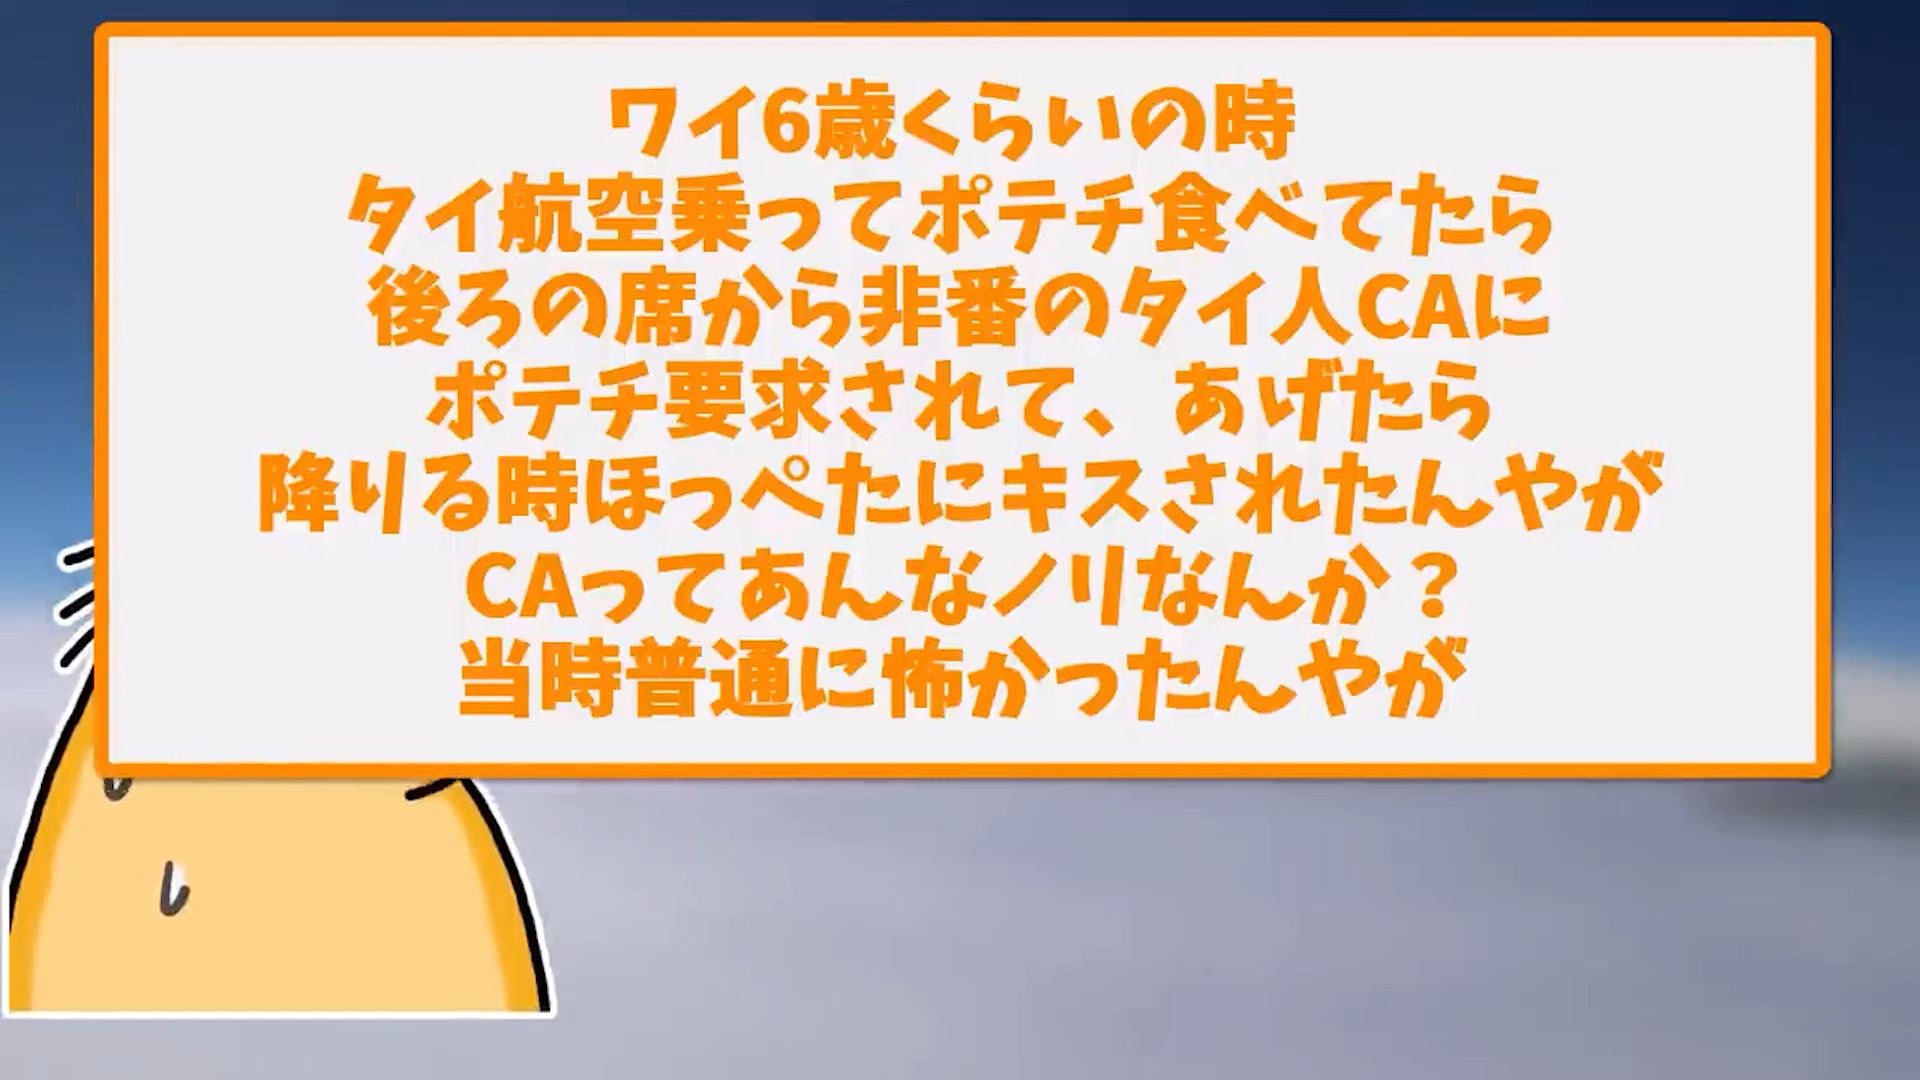 ワイ6歳くらいの時
タイ航空乗ってポテチ食べてたら
後ろの席から非番のタイ人CAに
ポテチ要求されて、あげたら
降りる時ほっぺたにキスされたんやが
CAってあんなノリなんか？
当時普通に怖かったんやが